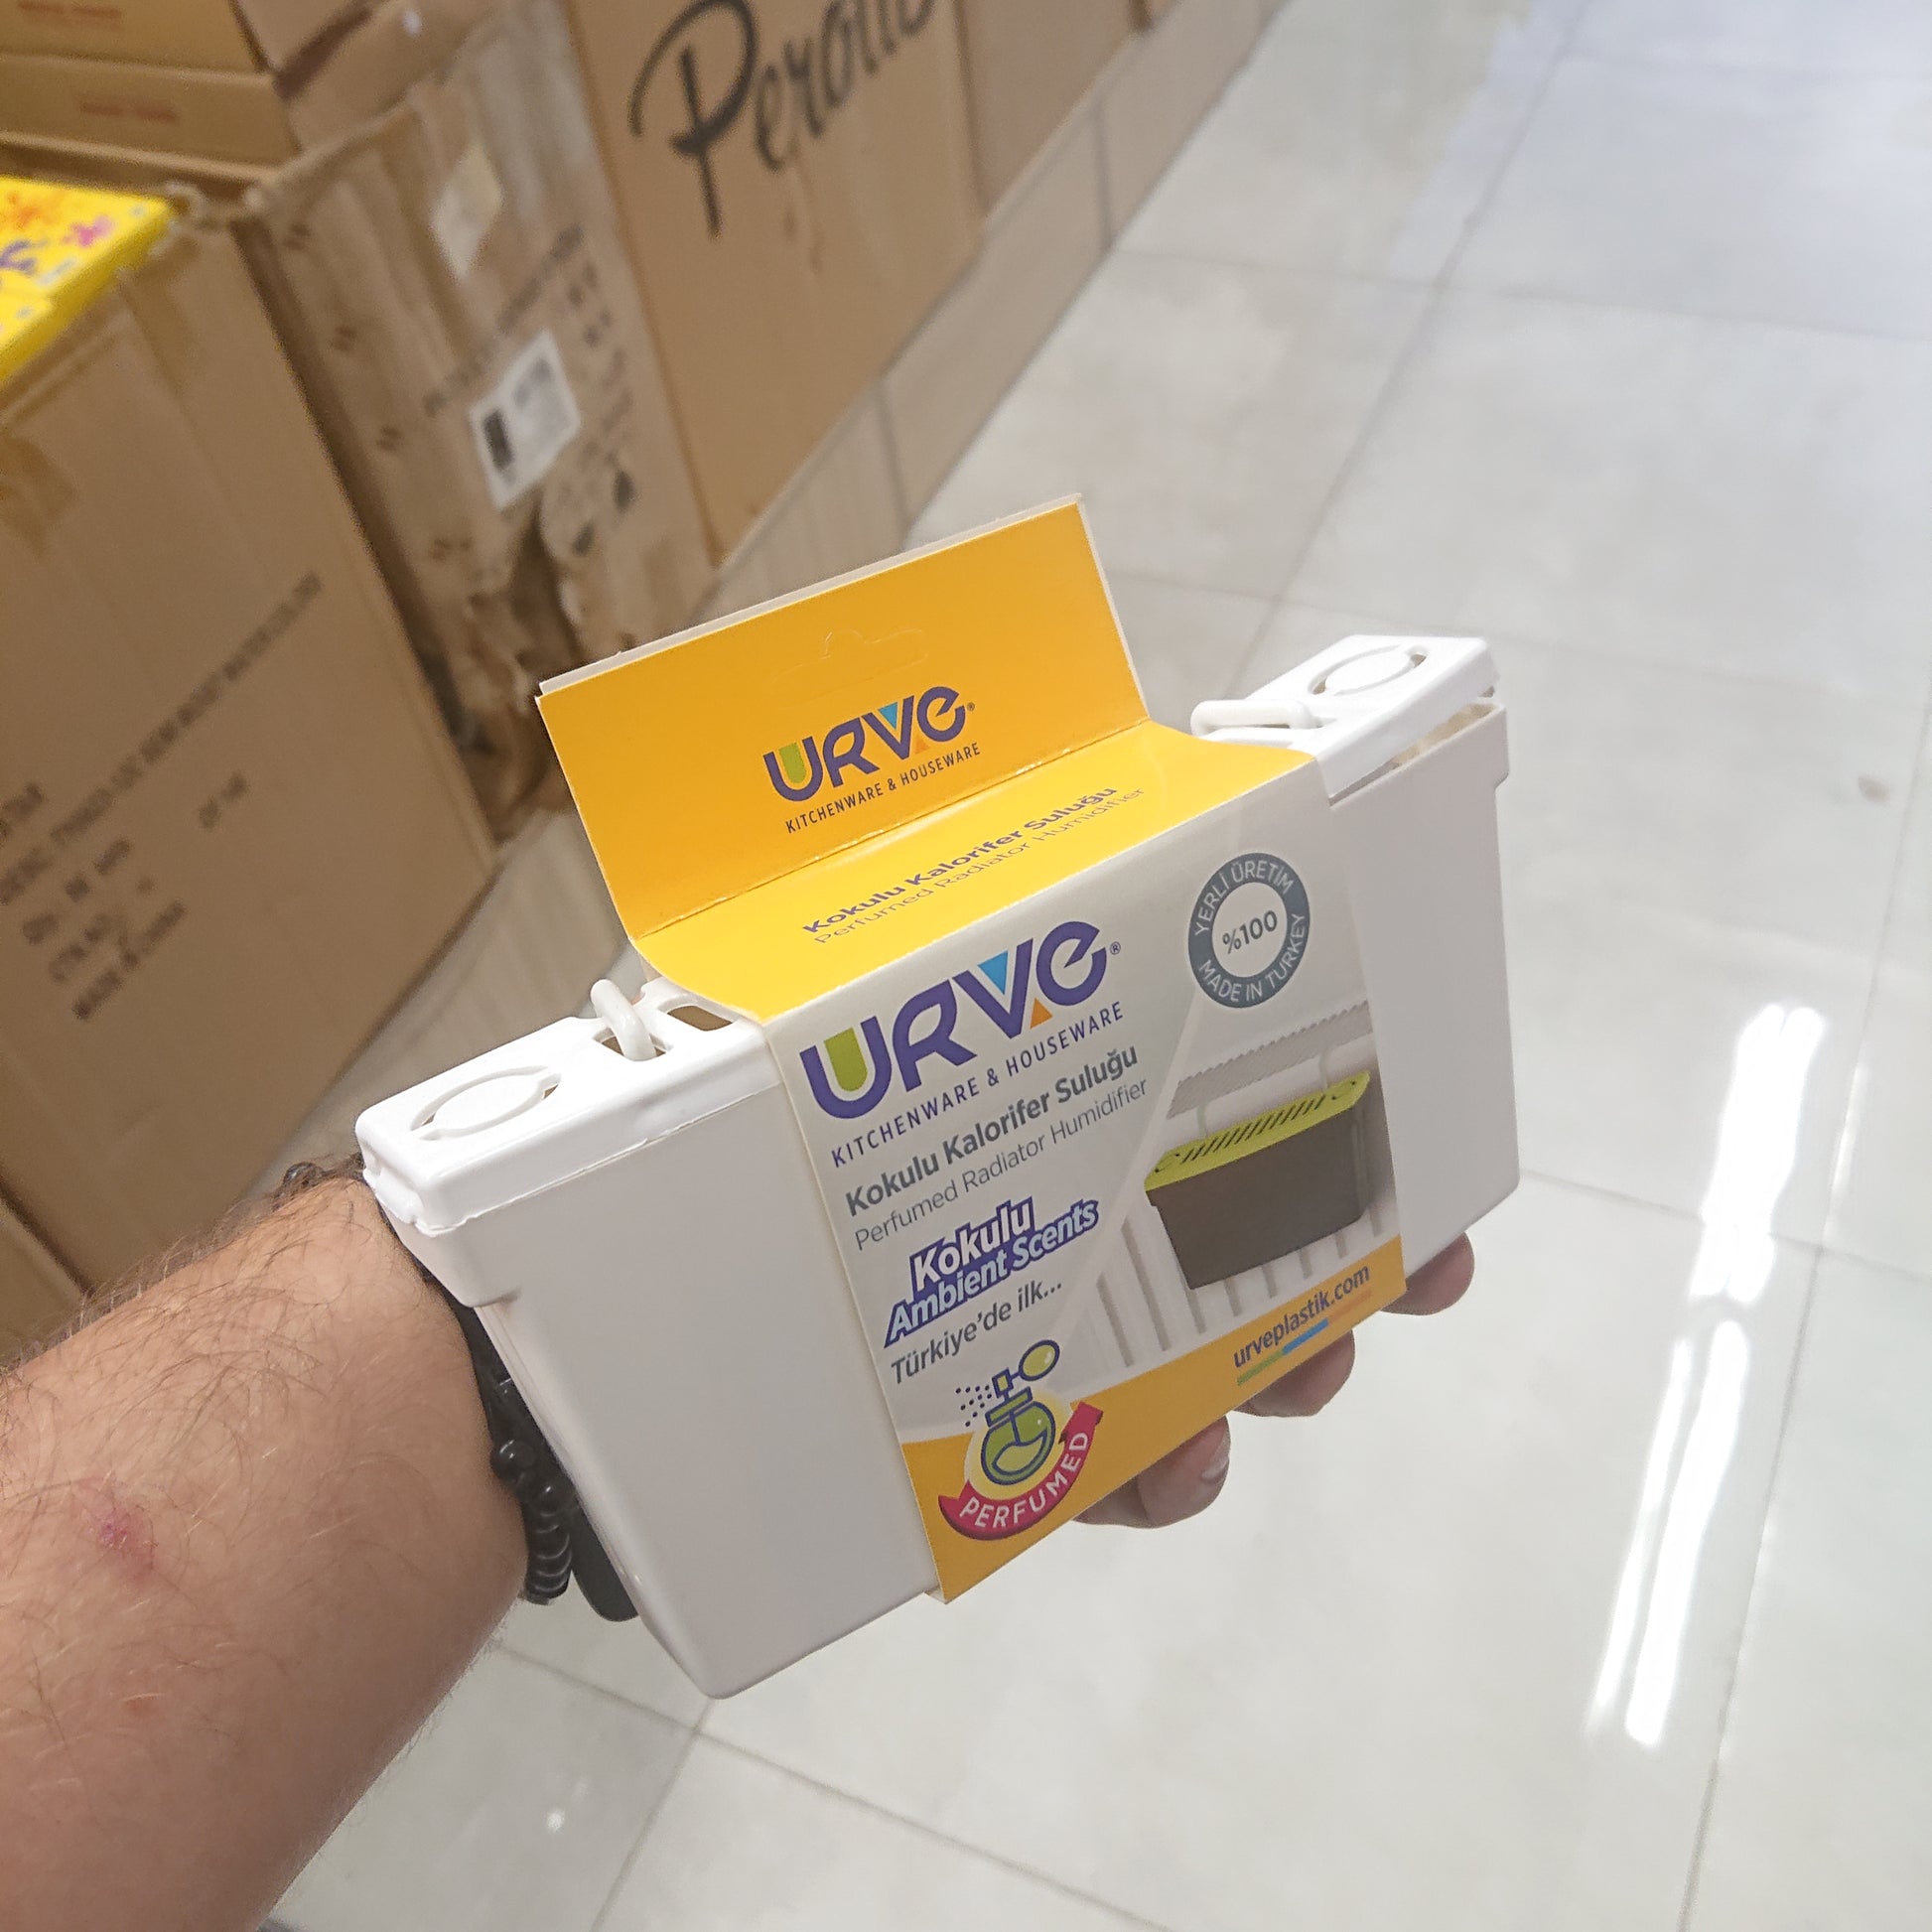 Perotti
URVE®
KITCHENWARE & HOUSEWARE
Kokulu Kalorifer Suluğu
Perfumed Radiator Humidifier
URVE®
KITCHENWARE & HOUSEWARE
YERLİ ÜRETİM
%100
MADE IN TURKEY
Kokulu Kalorifer Suluğu
Perfumed Radiator Humidifier
Kokulu
Ambient Scents
Türkiye'de ilk...
PERFUMED
urveplastik.com